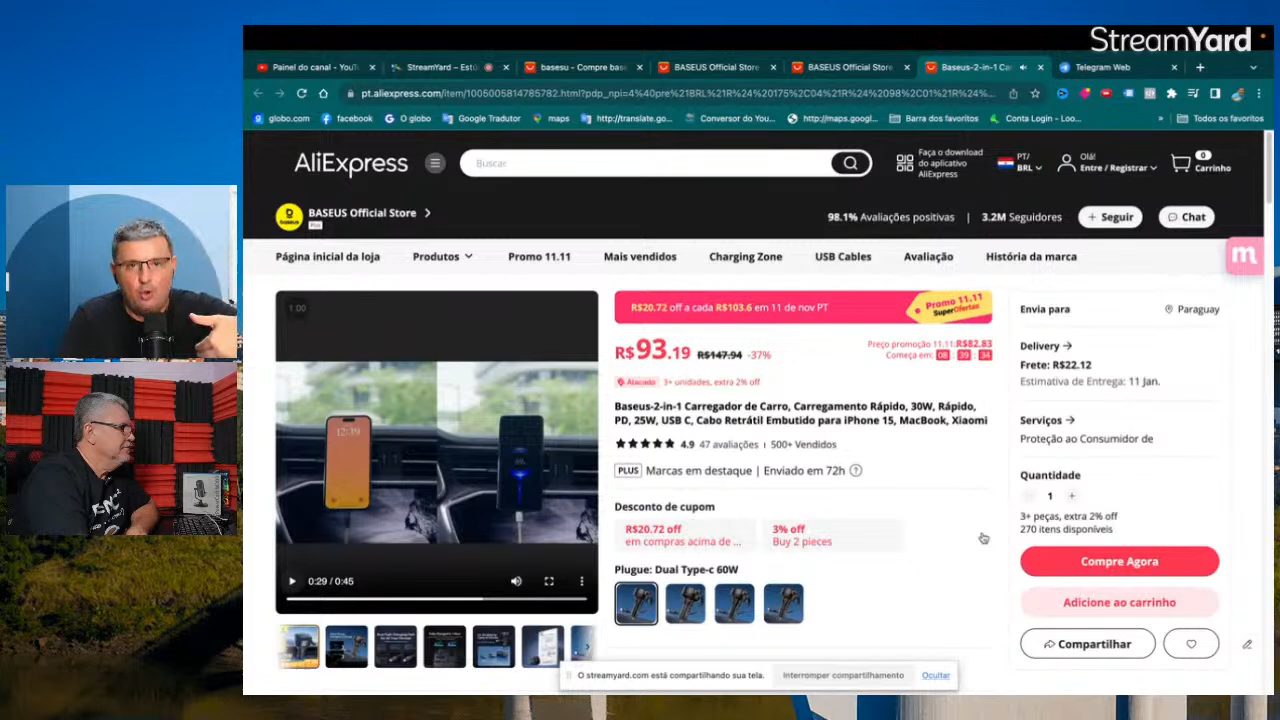 StreamYard
Painel do canal - YouTu
StreamYard – Estú
basesu - Compre base
BASEUS Official Store
BASEUS Official Store
Baseus-2-in-1 Ca
Telegram Web
pt.aliexpress.com/item/1005005814785782.html?pdp_npi=4%40pre%21BRL%21R%24%20175%2C04%21R%24%2098%2C01%21R%24%...
globo.com
facebook
O globo
Google Tradutor
maps
http://translate.go...
Conversor do You...
http://maps.googl...
Barra dos favoritos
Conta Login - Loo...
Todos os favoritos
AliExpress
Buscar
Faça o download
do aplicativo
AliExpress
PT/
BRL
Olá!
Entre / Registrar
0
Carrinho
baseus
BASEUS Official Store
Plus
98.1% Avaliações positivas | 3.2M Seguidores
+ Seguir
Chat
Página inicial da loja
Produtos
Promo 11.11
Mais vendidos
Charging Zone
USB Cables
Avaliação
História da marca
m
1.00
12:39
0:29 / 0:45
R$20.72 off a cada R$103.6 em 11 de nov PT
Promo 11.11
SuperOfertas
R$93.19 R$147.94 -37%
Preço promoção 11.11:R$82.83
Começa em: 08 : 39 : 34
Atacado 3+ unidades, extra 2% off
Baseus-2-in-1 Carregador de Carro, Carregamento Rápido, 30W, Rápido,
PD, 25W, USB C, Cabo Retrátil Embutido para iPhone 15, MacBook, Xiaomi
4.9 47 avaliações | 500+ Vendidos
PLUS Marcas em destaque | Enviado em 72h
Desconto de cupom
R$20.72 off
em compras acima de ...
3% off
Buy 2 pieces
Plugue: Dual Type-c 60W
Envia para
Paraguay
Delivery
Frete: R$22.12
Estimativa de Entrega: 11 Jan.
Serviços
Proteção ao Consumidor de
Quantidade
1 +
3+ peças, extra 2% off
270 itens disponíveis
Compre Agora
Adicione ao carrinho
Compartilhar
O streamyard.com está compartilhando sua tela.
Interromper compartilhamento
Ocultar